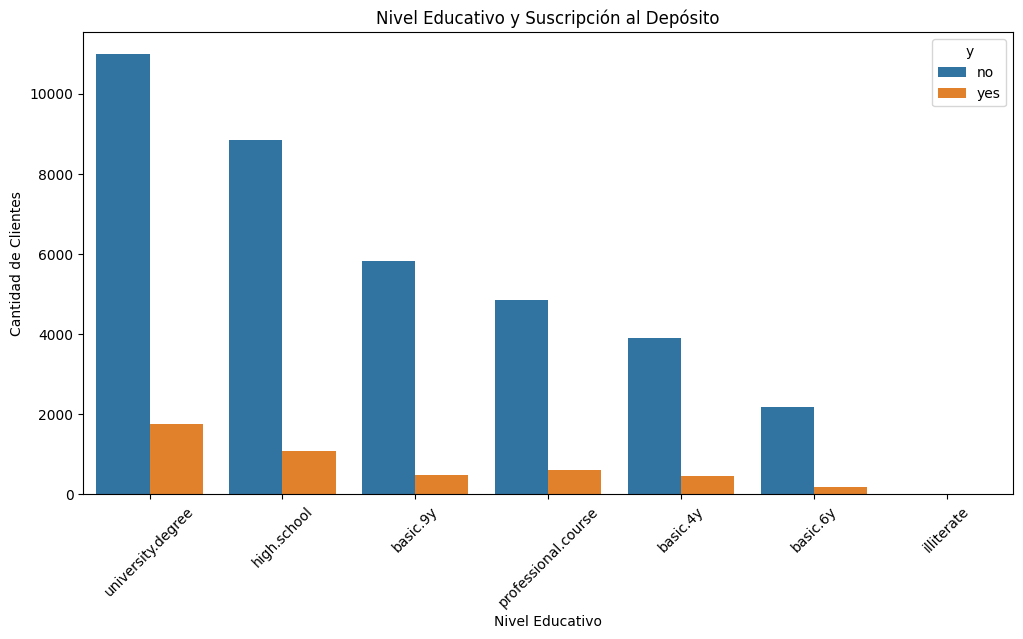 Nivel Educativo y Suscripción al Depósito
y
no
yes
Cantidad de Clientes
10000
8000
6000
4000
2000
0
university.degree
high.school
basic.9y
professional.course
basic.4y
basic.6y
illiterate
Nivel Educativo